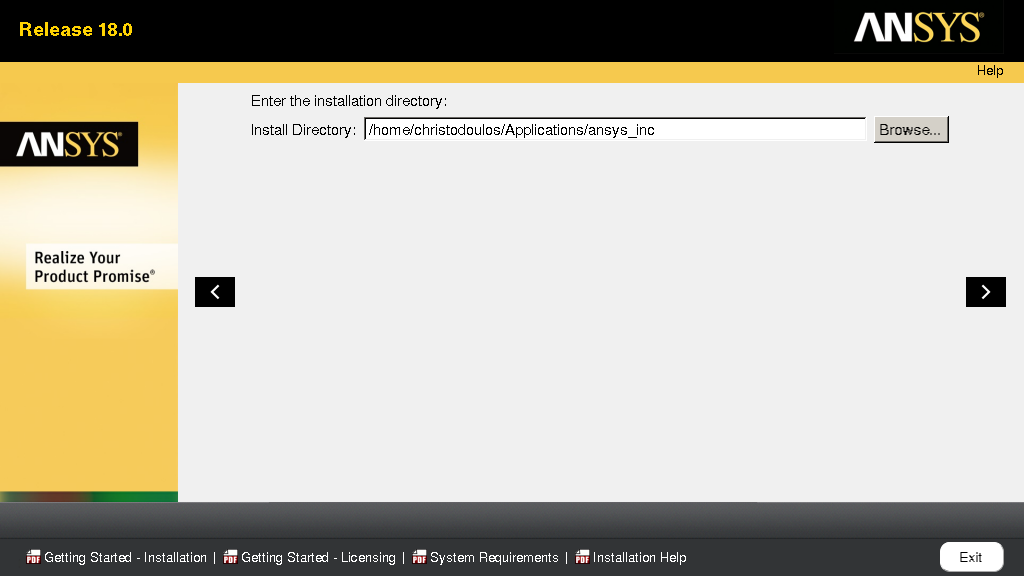 Release 18.0
ANSYS®
Help
ANSYS®
Realize Your
Product Promise®
Enter the installation directory:
Install Directory: /home/christodoulos/Applications/ansys_inc Browse...
PDF Getting Started - Installation | PDF Getting Started - Licensing | PDF System Requirements | PDF Installation Help
Exit